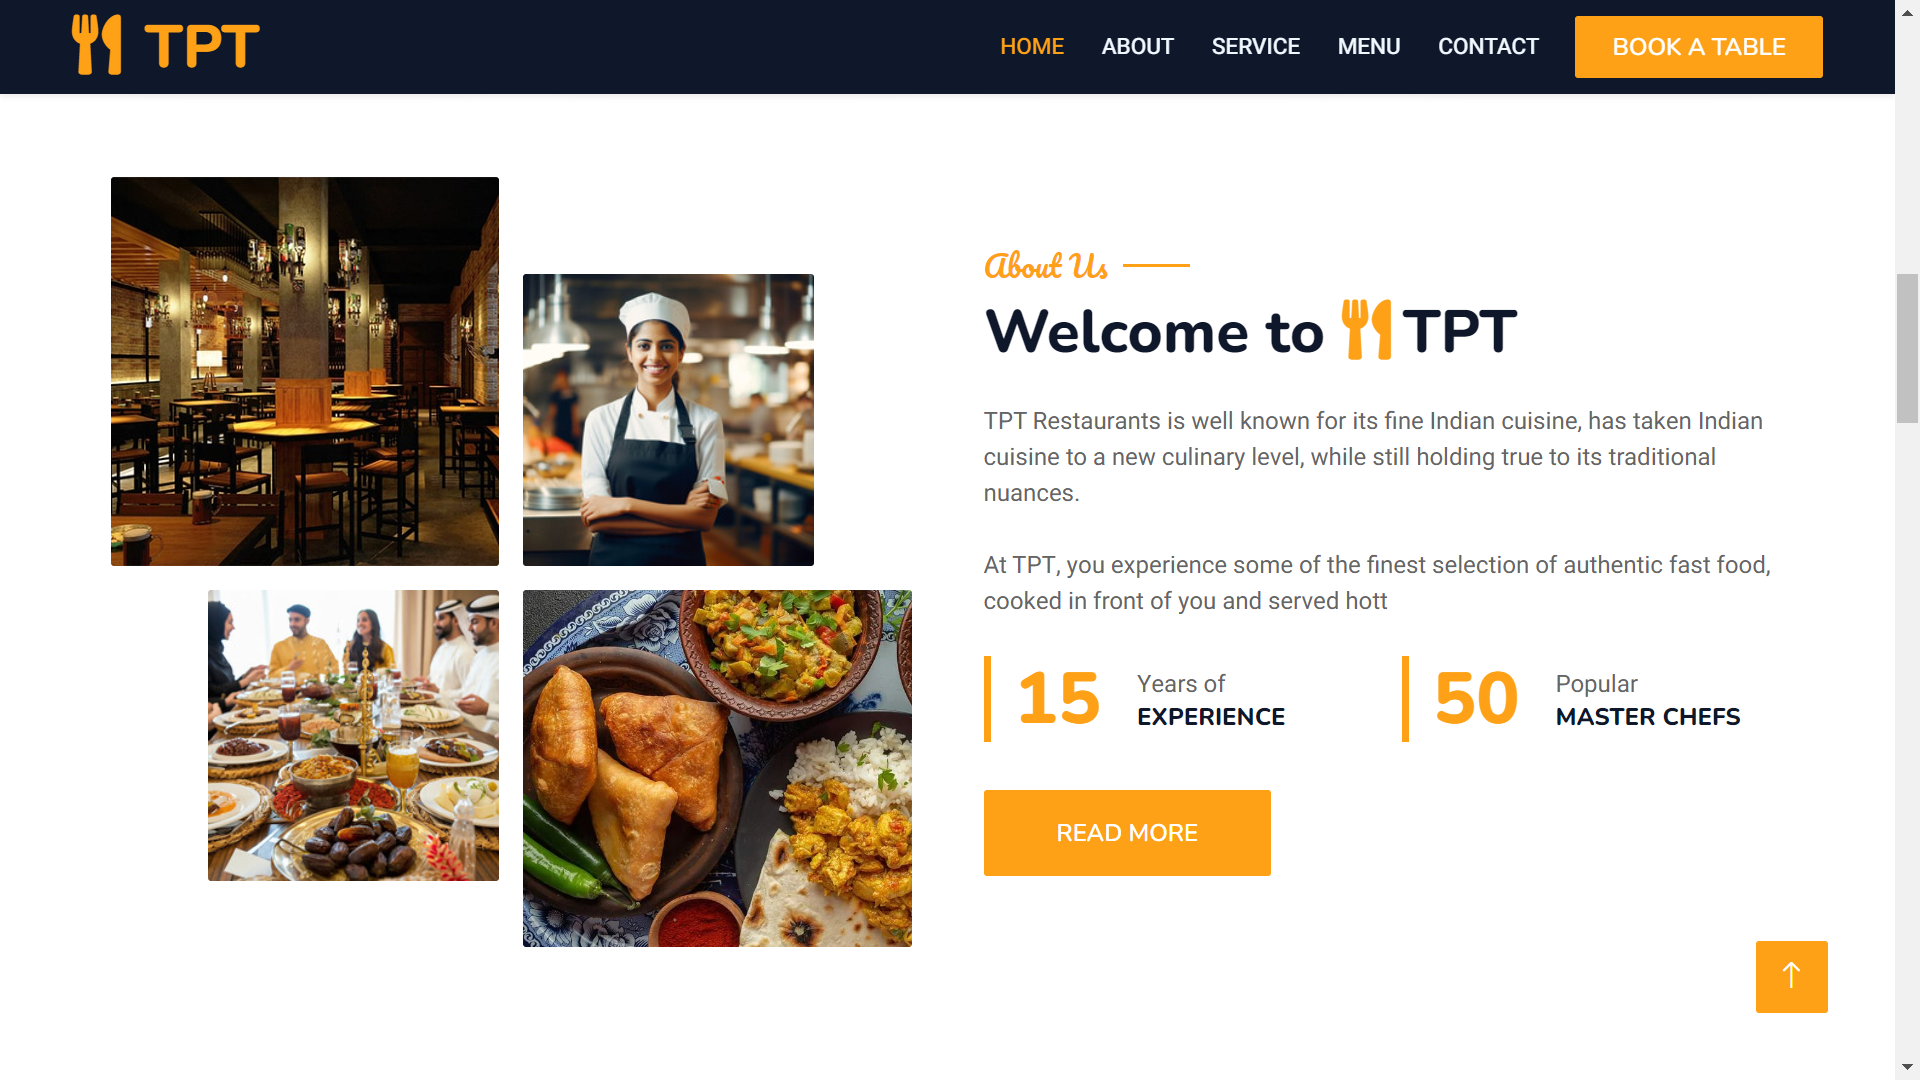 TPT
HOME ABOUT SERVICE MENU CONTACT BOOK A TABLE
About Us
Welcome to TPT
TPT Restaurants is well known for its fine Indian cuisine, has taken Indian
cuisine to a new culinary level, while still holding true to its traditional
nuances.
At TPT, you experience some of the finest selection of authentic fast food,
cooked in front of you and served hott
15 Years of
EXPERIENCE
50 Popular
MASTER CHEFS
READ MORE